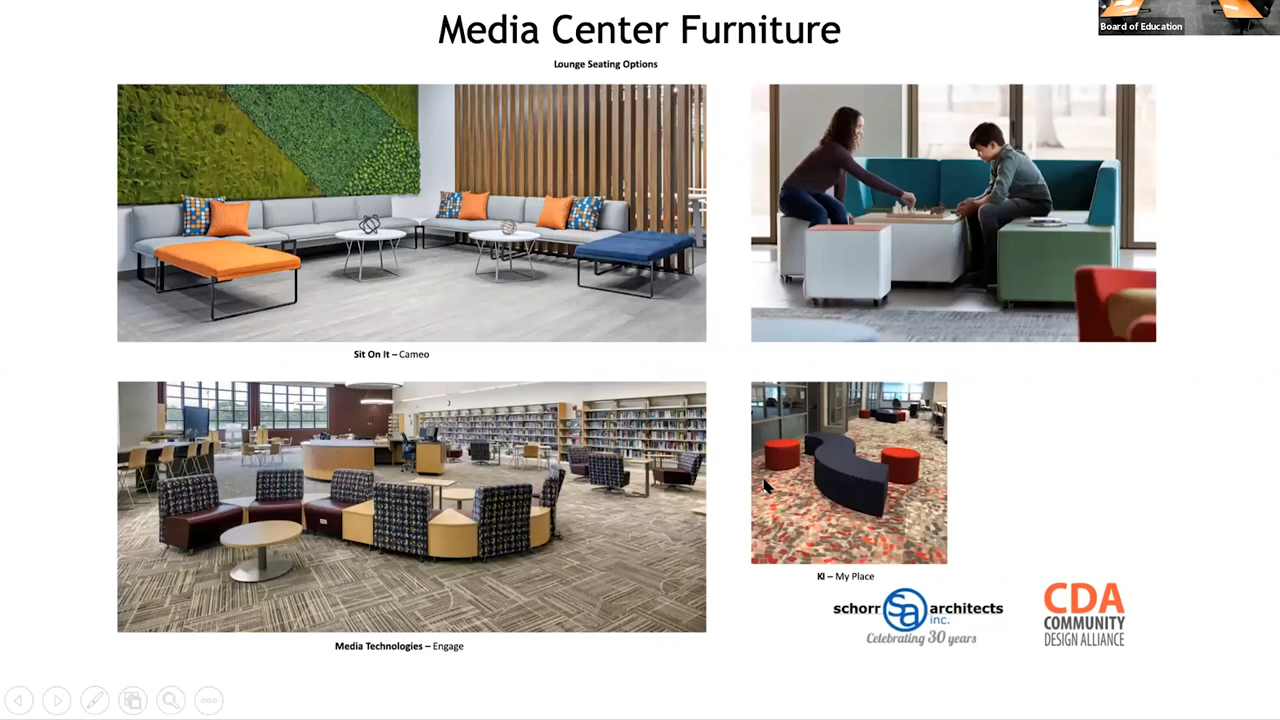 Media Center Furniture
Board of Education
Lounge Seating Options
Sit On It – Cameo
KI – My Place
schorr sa architects
inc.
Celebrating 30 years
CDA
COMMUNITY
DESIGN ALLIANCE
Media Technologies – Engage